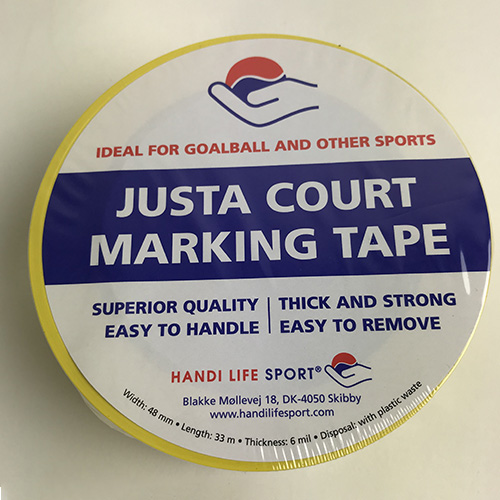 IDEAL FOR GOALBALL AND OTHER SPORTS
JUSTA COURT
MARKING TAPE
SUPERIOR QUALITY | THICK AND STRONG
EASY TO HANDLE | EASY TO REMOVE
HANDI LIFE SPORT®
Blakke Møllevej 18, DK-4050 Skibby
www.handilifesport.com
Width: 48 mm • Length: 33 m • Thickness: 6 mil • Disposal: with plastic waste